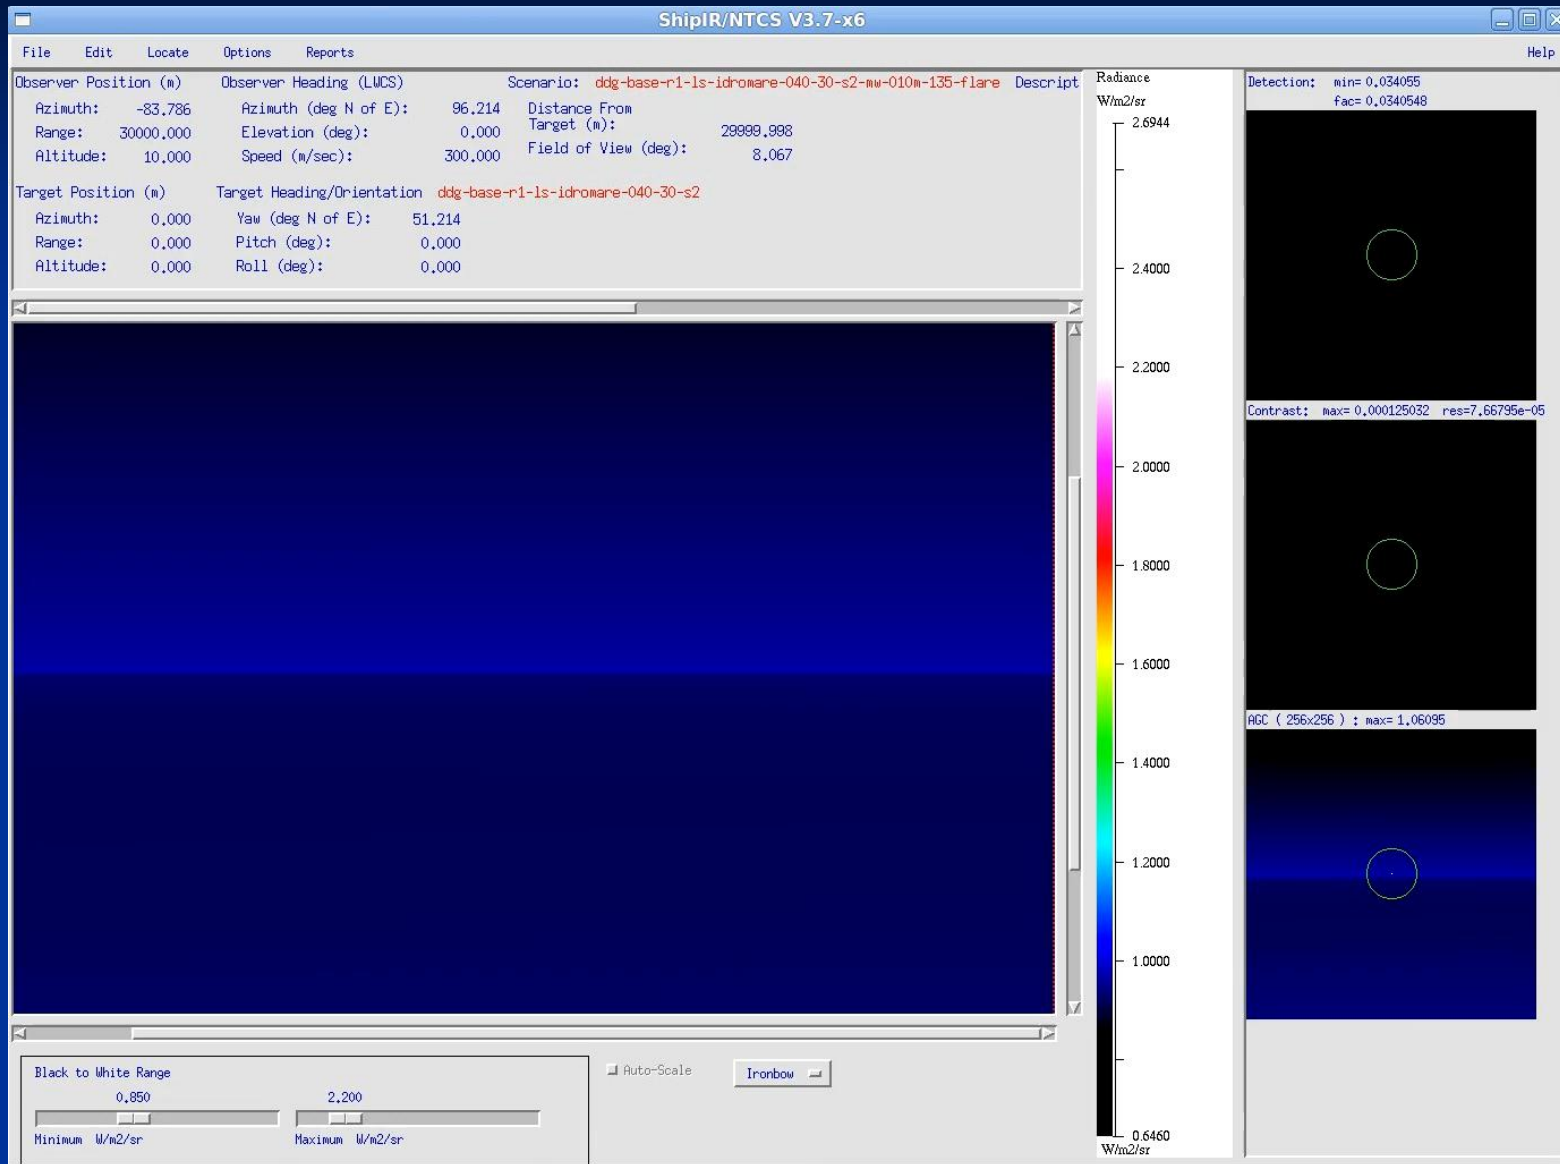 ShipIR/NTCS V3.7-x6
File Edit Locate Options Reports Help
Observer Position (m) Observer Heading (LWCS) Scenario: ddg-base-r1-ls-idromare-040-30-s2-mw-010m-135-flare Descript
Azimuth: -83.786 Azimuth (deg N of E): 96.214 Distance From
Target (m): 29999.998
Range: 30000.000 Elevation (deg): 0.000
Altitude: 10.000 Speed (m/sec): 300.000 Field of View (deg): 8.067
Target Position (m) Target Heading/Orientation ddg-base-r1-ls-idromare-040-30-s2
Azimuth: 0.000 Yaw (deg N of E): 51.214
Range: 0.000 Pitch (deg): 0.000
Altitude: 0.000 Roll (deg): 0.000
Radiance
W/m2/sr
2.6944
2.4000
2.2000
2.0000
1.8000
1.6000
1.4000
1.2000
1.0000
0.6460
W/m2/sr
Detection: min= 0.034055
fac= 0.0340548
Contrast: max= 0.000125032 res=7.66795e-05
AGC ( 256x256 ) : max= 1.06095
Black to White Range
0.850 2.200
Minimum W/m2/sr Maximum W/m2/sr
Auto-Scale
Ironbow